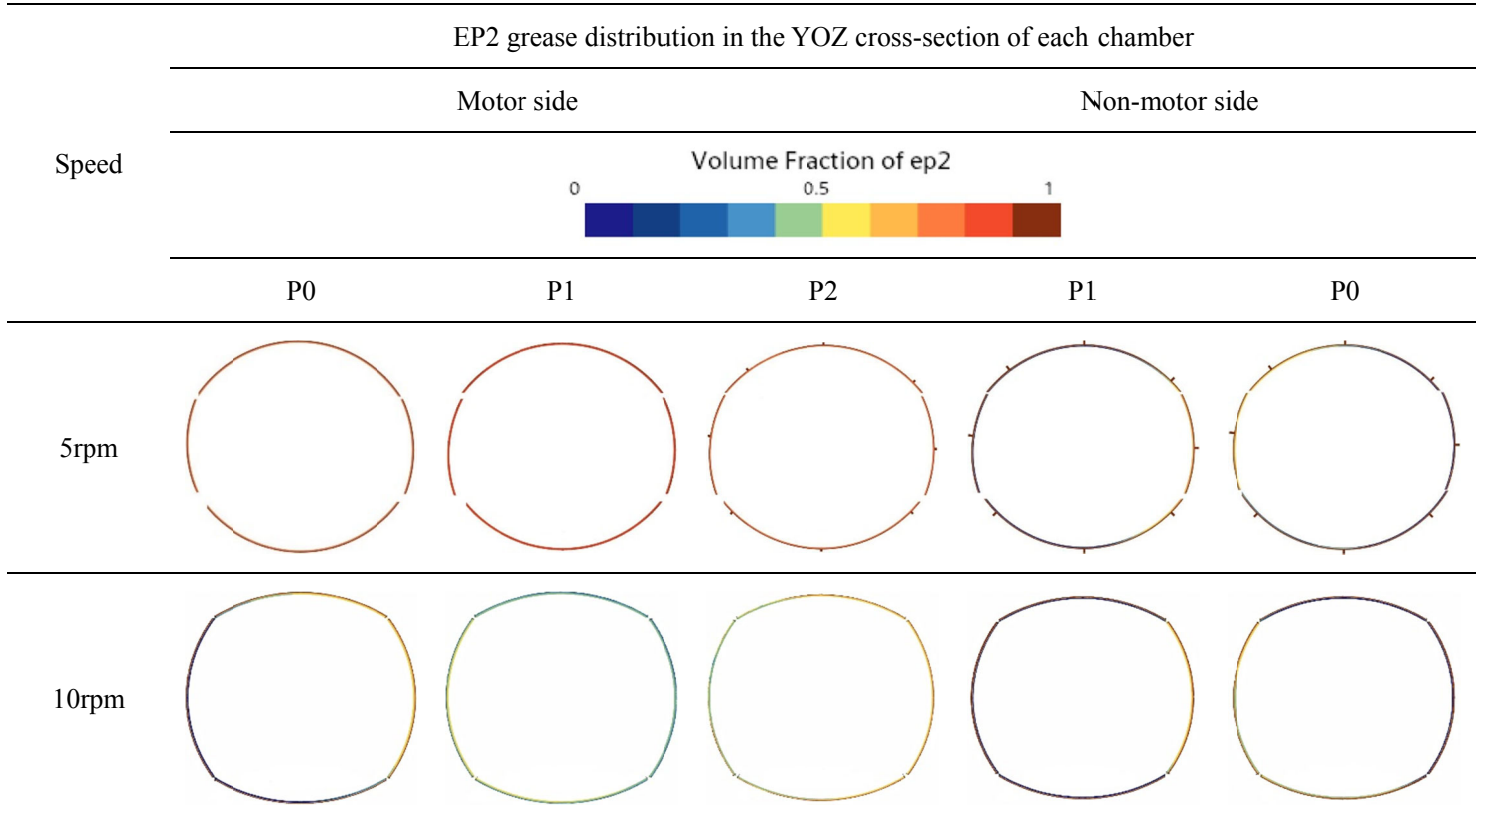 EP2 grease distribution in the YOZ cross-section of each chamber
Motor side Non-motor side
Speed
Volume Fraction of ep2
0 0.5 1
P0 P1 P2 P1 P0
5rpm
10rpm